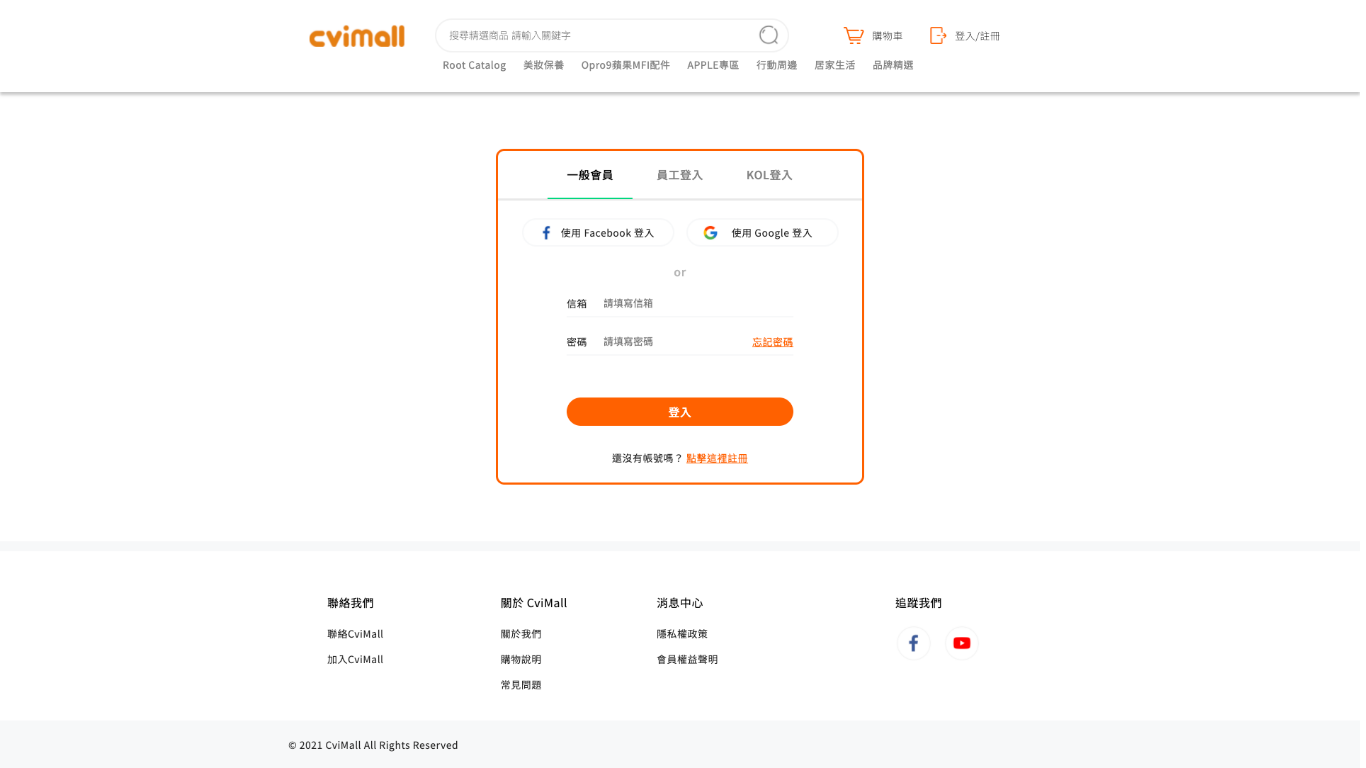 cvimall
搜尋精選商品 請輸入關鍵字
購物車
登入/註冊
Root Catalog 美妝保養 Opro9蘋果MFI配件 APPLE專區 行動周邊 居家生活 品牌精選
一般會員 員工登入 KOL登入
使用 Facebook 登入
使用 Google 登入
or
信箱 請填寫信箱
密碼 請填寫密碼 忘記密碼
登入
還沒有帳號嗎？ 點擊這裡註冊
聯絡我們
聯絡CviMall
加入CviMall
關於 CviMall
關於我們
購物說明
常見問題
消息中心
隱私權政策
會員權益聲明
追蹤我們
© 2021 CviMall All Rights Reserved